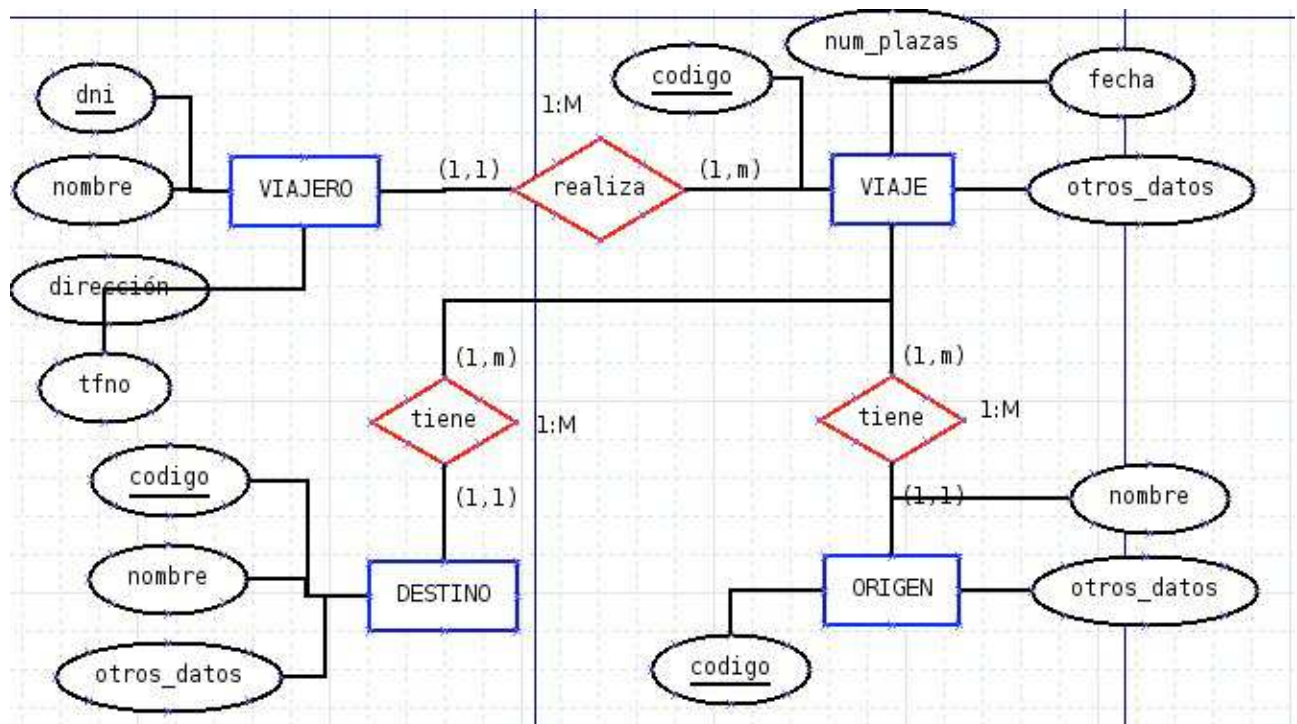 num_plazas
codigo
fecha
dni
1:M
nombre
VIAJERO
(1,1)
realiza
(1,m)
VIAJE
otros_datos
dirección
tfno
(1,m)
(1,m)
tiene
1:M
tiene
1:M
codigo
(1,1)
(1,1)
nombre
nombre
DESTINO
ORIGEN
otros_datos
otros_datos
codigo